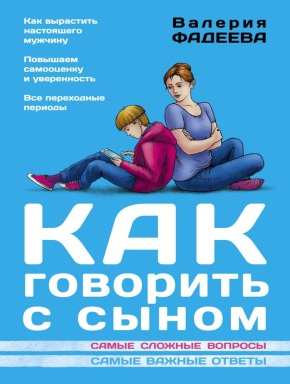 Как вырастить
настоящего
мужчину
Повышаем
самооценку
и уверенность
Все переходные
периоды
Валерия
ФАДЕЕВА
КАК
ГОВОРИТЬ
С СЫНОМ
САМЫЕ СЛОЖНЫЕ ВОПРОСЫ
САМЫЕ ВАЖНЫЕ ОТВЕТЫ